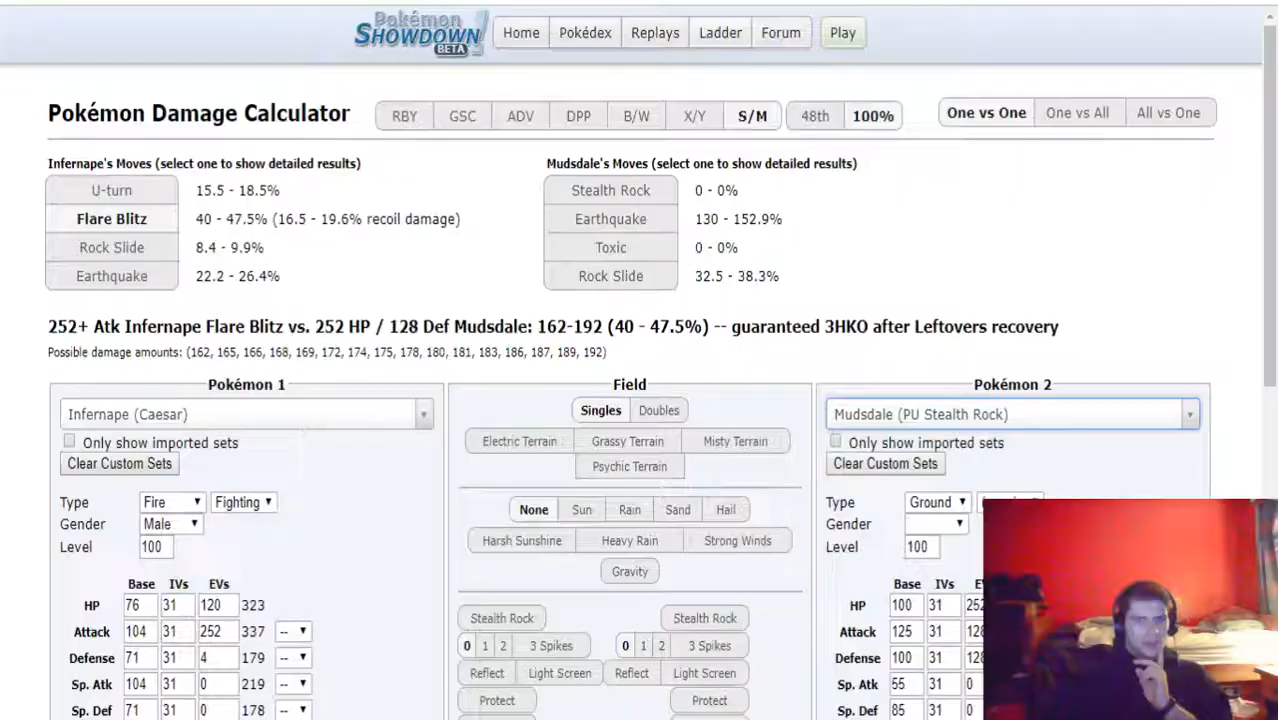 Pokémon
SHOWDOWN!
BETA
Home Pokédex Replays Ladder Forum Play
Pokémon Damage Calculator RBY GSC ADV DPP B/W X/Y S/M 48th 100% One vs One One vs All All vs One
Infernape's Moves (select one to show detailed results) Mudsdale's Moves (select one to show detailed results)
U-turn 15.5 - 18.5% Stealth Rock 0 - 0%
Flare Blitz 40 - 47.5% (16.5 - 19.6% recoil damage) Earthquake 130 - 152.9%
Rock Slide 8.4 - 9.9% Toxic 0 - 0%
Earthquake 22.2 - 26.4% Rock Slide 32.5 - 38.3%
252+ Atk Infernape Flare Blitz vs. 252 HP / 128 Def Mudsdale: 162-192 (40 - 47.5%) -- guaranteed 3HKO after Leftovers recovery
Possible damage amounts: (162, 165, 166, 168, 169, 172, 174, 175, 178, 180, 181, 183, 186, 187, 189, 192)
Pokémon 1
Infernape (Caesar)
Only show imported sets
Clear Custom Sets
Type Fire Fighting
Gender Male
Level 100
Base IVs EVs
HP 76 31 120 323
Attack 104 31 252 337 --
Defense 71 31 4 179 --
Sp. Atk 104 31 0 219 --
Sp. Def 71 31 0 178 --
Field
Singles Doubles
Electric Terrain Grassy Terrain Misty Terrain
Psychic Terrain
None Sun Rain Sand Hail
Harsh Sunshine Heavy Rain Strong Winds
Gravity
Stealth Rock Stealth Rock
0 1 2 3 Spikes 0 1 2 3 Spikes
Reflect Light Screen Reflect Light Screen
Protect Protect
Pokémon 2
Mudsdale (PU Stealth Rock)
Only show imported sets
Clear Custom Sets
Type Ground
Gender
Level 100
Base IVs EVs
HP 100 31 252
Attack 125 31 128
Defense 100 31 128
Sp. Atk 55 31 0
Sp. Def 85 31 0